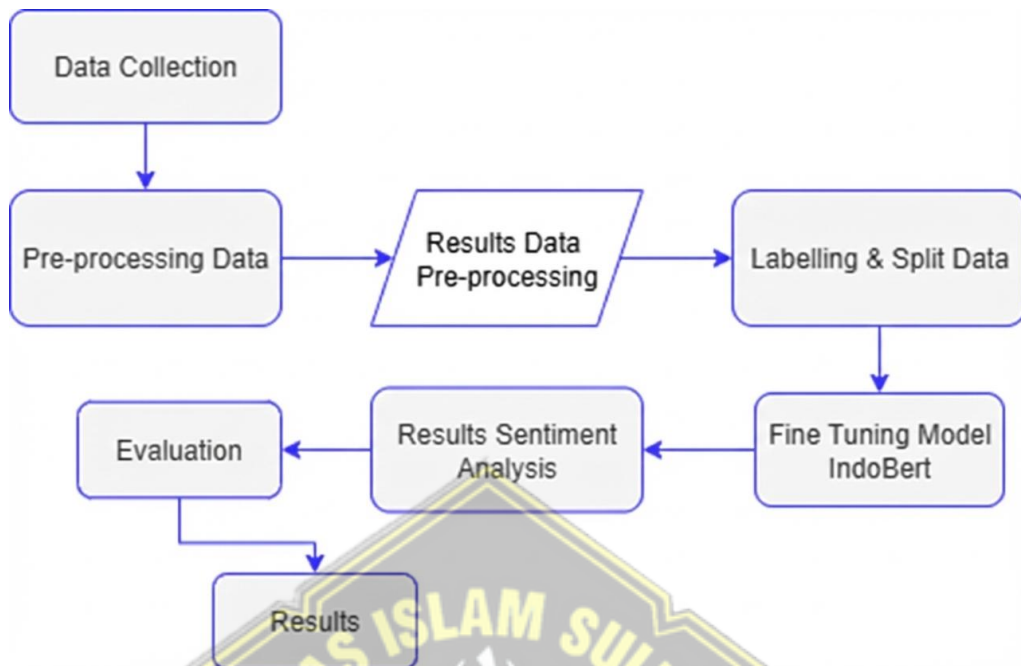 Data Collection
Pre-processing Data
Results Data
Pre-processing
Labelling & Split Data
Fine Tuning Model
IndoBert
Results Sentiment
Analysis
Evaluation
Results
ISLAM